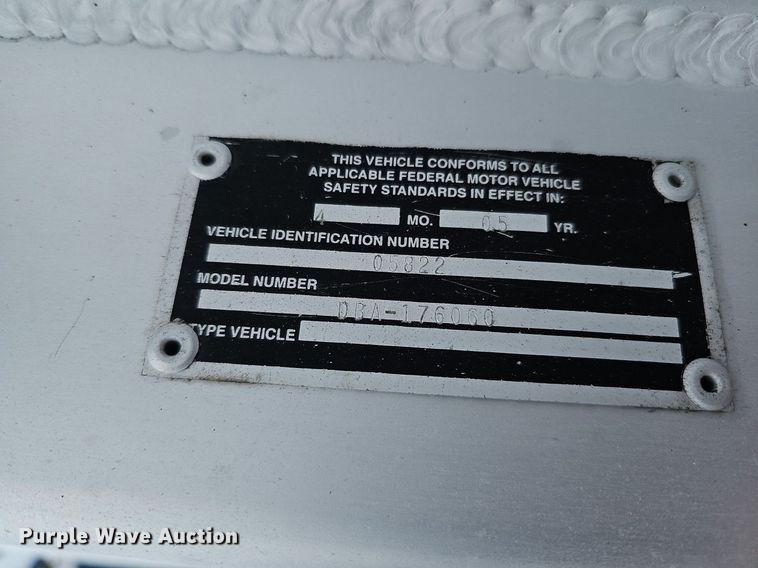 THIS VEHICLE CONFORMS TO ALL
APPLICABLE FEDERAL MOTOR VEHICLE
SAFETY STANDARDS IN EFFECT IN:
4 MO. 05 YR.
VEHICLE IDENTIFICATION NUMBER
05822
MODEL NUMBER
DBA-176060
TYPE VEHICLE
Purple Wave Auction